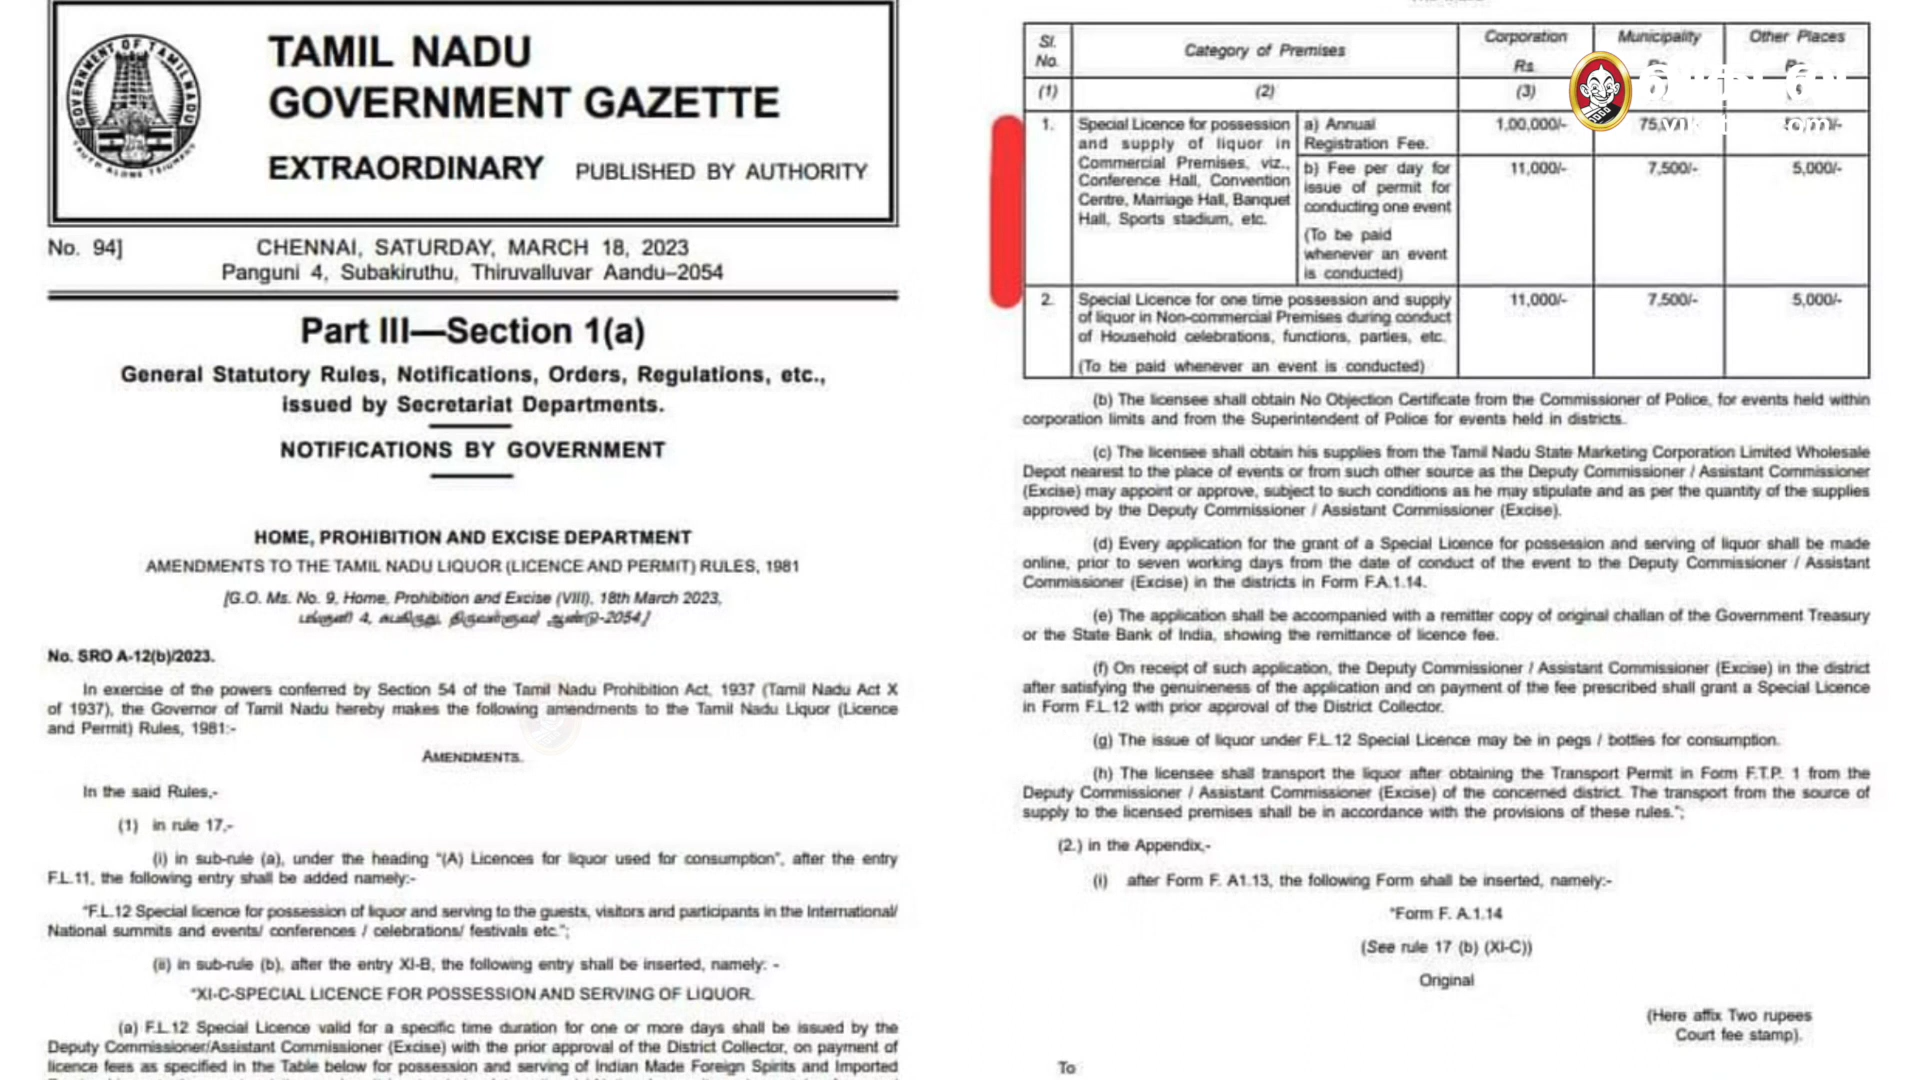 TAMIL NADU
GOVERNMENT GAZETTE
EXTRAORDINARY PUBLISHED BY AUTHORITY
No. 94]
CHENNAI, SATURDAY, MARCH 18, 2023
Panguni 4, Subakiruthu, Thiruvalluvar Aandu–2054
Part III—Section 1(a)
General Statutory Rules, Notifications, Orders, Regulations, etc.,
issued by Secretariat Departments.
NOTIFICATIONS BY GOVERNMENT
HOME, PROHIBITION AND EXCISE DEPARTMENT
AMENDMENTS TO THE TAMIL NADU LIQUOR (LICENCE AND PERMIT) RULES, 1981
[G.O. Ms. No. 9, Home, Prohibition and Excise (VIII), 18th March 2023,
பங்குனி 4, சுபகிருது, திருவள்ளுவர் ஆண்டு-2054]
No. SRO A-12(b)/2023.
In exercise of the powers conferred by Section 54 of the Tamil Nadu Prohibition Act, 1937 (Tamil Nadu Act X
of 1937), the Governor of Tamil Nadu hereby makes the following amendments to the Tamil Nadu Liquor (Licence
and Permit) Rules, 1981:-
AMENDMENTS.
In the said Rules,-
(1) in rule 17,-
(i) in sub-rule (a), under the heading "(A) Licences for liquor used for consumption", after the entry
F.L.11, the following entry shall be added namely:-
"F.L.12 Special licence for possession of liquor and serving to the guests, visitors and participants in the International/
National summits and events/ conferences / celebrations/ festivals etc.";
(ii) in sub-rule (b), after the entry XI-B, the following entry shall be inserted, namely: -
"XI-C-SPECIAL LICENCE FOR POSSESSION AND SERVING OF LIQUOR.
(a) F.L.12 Special Licence valid for a specific time duration for one or more days shall be issued by the
Deputy Commissioner/Assistant Commissioner (Excise) with the prior approval of the District Collector, on payment of
licence fees as specified in the Table below for possession and serving of Indian Made Foreign Spirits and Imported
Sl. No. Category of Premises Corporation Rs. Municipality Other Places
(1) (2) (3)
1. Special Licence for possession and supply of liquor in Commercial Premises, viz., Conference Hall, Convention Centre, Marriage Hall, Banquet Hall, Sports stadium, etc.
a) Annual Registration Fee. 1,00,000/-
b) Fee per day for issue of permit for conducting one event (To be paid whenever an event is conducted) 11,000/- 7,500/- 5,000/-
2. Special Licence for one time possession and supply of liquor in Non-commercial Premises during conduct of Household celebrations, functions, parties, etc. (To be paid whenever an event is conducted) 11,000/- 7,500/- 5,000/-
(b) The licensee shall obtain No Objection Certificate from the Commissioner of Police, for events held within
corporation limits and from the Superintendent of Police for events held in districts.
(c) The licensee shall obtain his supplies from the Tamil Nadu State Marketing Corporation Limited Wholesale
Depot nearest to the place of events or from such other source as the Deputy Commissioner / Assistant Commissioner
(Excise) may appoint or approve, subject to such conditions as he may stipulate and as per the quantity of the supplies
approved by the Deputy Commissioner / Assistant Commissioner (Excise).
(d) Every application for the grant of a Special Licence for possession and serving of liquor shall be made
online, prior to seven working days from the date of conduct of the event to the Deputy Commissioner / Assistant
Commissioner (Excise) in the districts in Form F.A.1.14.
(e) The application shall be accompanied with a remitter copy of original challan of the Government Treasury
or the State Bank of India, showing the remittance of licence fee.
(f) On receipt of such application, the Deputy Commissioner / Assistant Commissioner (Excise) in the district
after satisfying the genuineness of the application and on payment of the fee prescribed shall grant a Special Licence
in Form F.L.12 with prior approval of the District Collector.
(g) The issue of liquor under F.L.12 Special Licence may be in pegs / bottles for consumption.
(h) The licensee shall transport the liquor after obtaining the Transport Permit in Form F.T.P. 1 from the
Deputy Commissioner / Assistant Commissioner (Excise) of the concerned district. The transport from the source of
supply to the licensed premises shall be in accordance with the provisions of these rules.";
(2.) in the Appendix,-
(i) after Form F. A1.13, the following Form shall be inserted, namely:-
"Form F. A.1.14
(See rule 17 (b) (XI-C))
Original
(Here affix Two rupees
Court fee stamp).
To